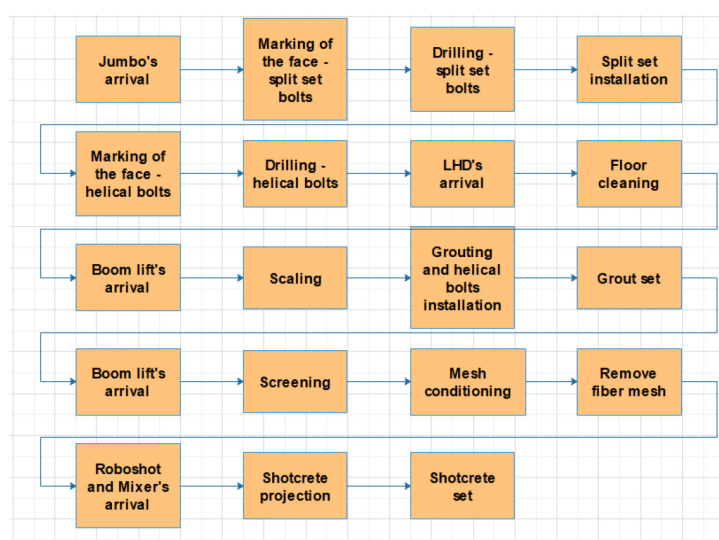 Jumbo's
arrival
Marking of
the face -
split set
bolts
Drilling -
split set
bolts
Split set
installation
Marking of
the face -
helical bolts
Drilling -
helical bolts
LHD's
arrival
Floor
cleaning
Boom lift's
arrival
Scaling
Grouting
and helical
bolts
installation
Grout set
Boom lift's
arrival
Screening
Mesh
conditioning
Remove
fiber mesh
Roboshot
and Mixer's
arrival
Shotcrete
projection
Shotcrete
set